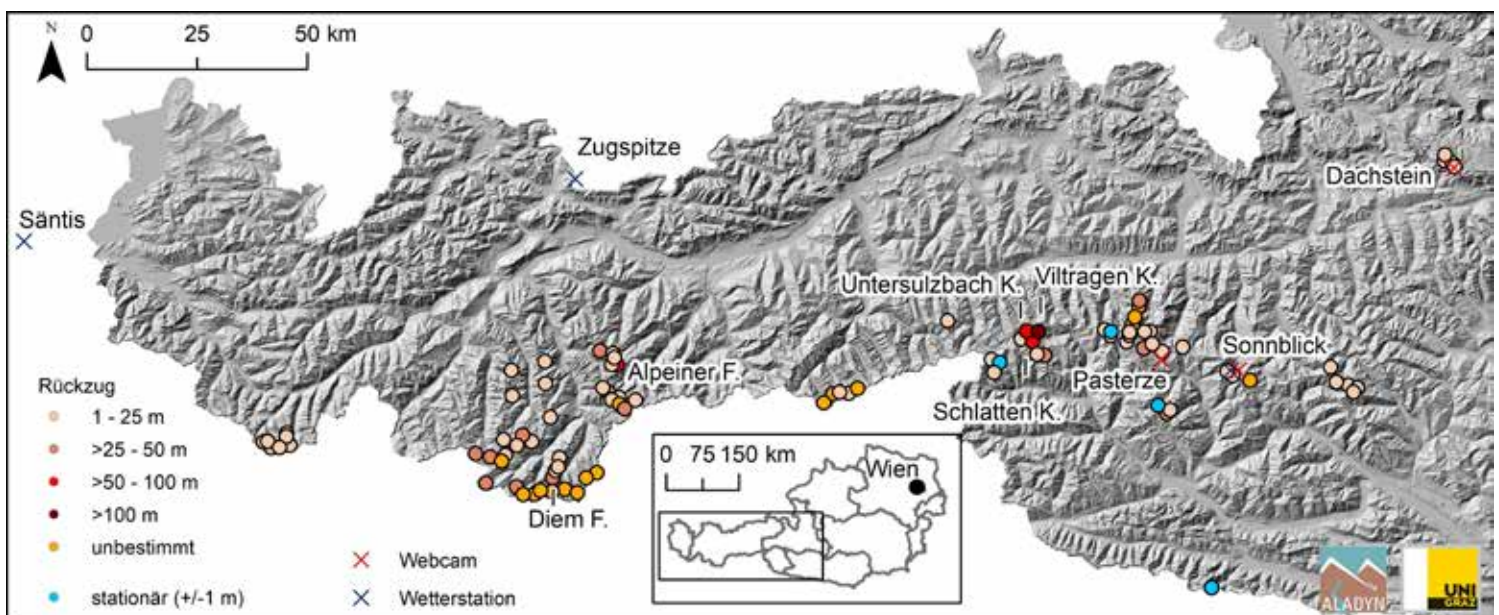 N
0 25 50 km
Zugspitze
Säntis
Dachstein
Untersulzbach K.
Viltragen K.
Sonnblick
Alpeiner F.
Pasterze
Schlatten K.
Diem F.
Rückzug
1 - 25 m
>25 - 50 m
>50 - 100 m
>100 m
unbestimmt
stationär (+/-1 m)
Webcam
Wetterstation
0 75 150 km
Wien
ALADYN
UNI
GRAZ